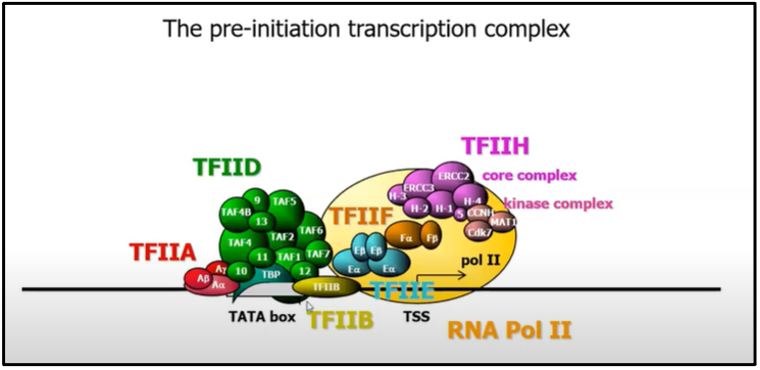 The pre-initiation transcription complex
TFIIH
core complex
kinase complex
TFIID
TFIIF
TFIIA
TFIIE
TFIIB
RNA Pol II
pol II
TATA box
TSS
9
TAF5
TAF4B
13
TAF6
TAF4
TAF2
11
TAF1
TAF7
10
TBP
12
Aγ
Aβ
Aα
TFIIB
Eβ
Eβ
Eα
Eα
Fα
Fβ
ERCC2
ERCC3
H-3
H-2
H-1
H-4
5
CCNH
MAT1
Cdk7